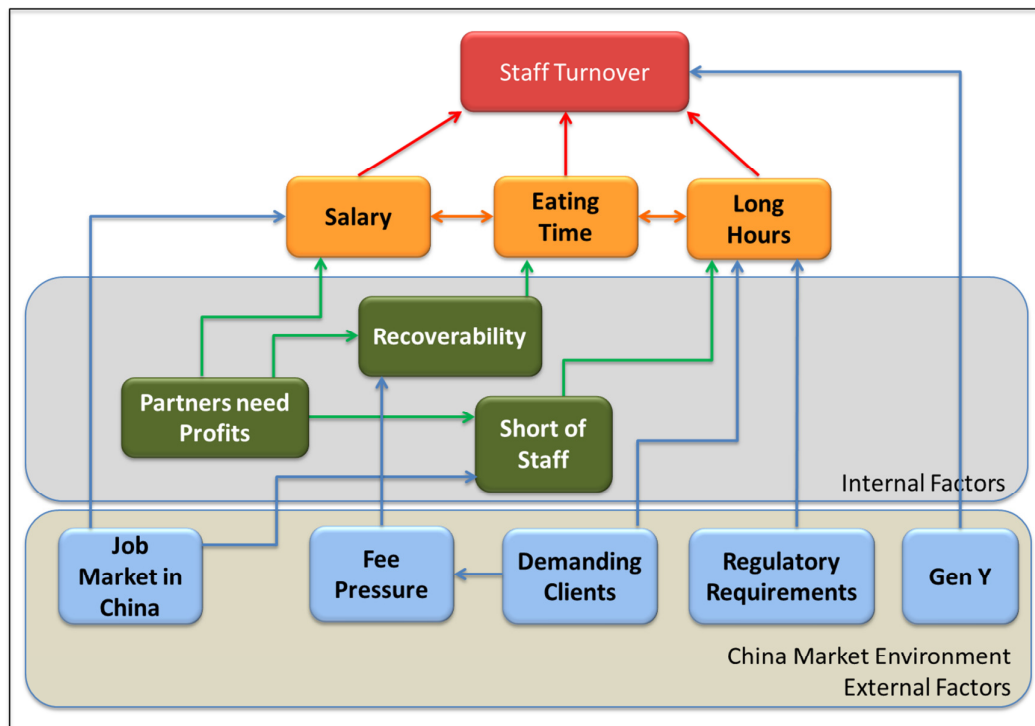 Staff Turnover
Salary
Eating
Time
Long
Hours
Recoverability
Partners need
Profits
Short of
Staff
Internal Factors
Job
Market in
China
Fee
Pressure
Demanding
Clients
Regulatory
Requirements
Gen Y
China Market Environment
External Factors